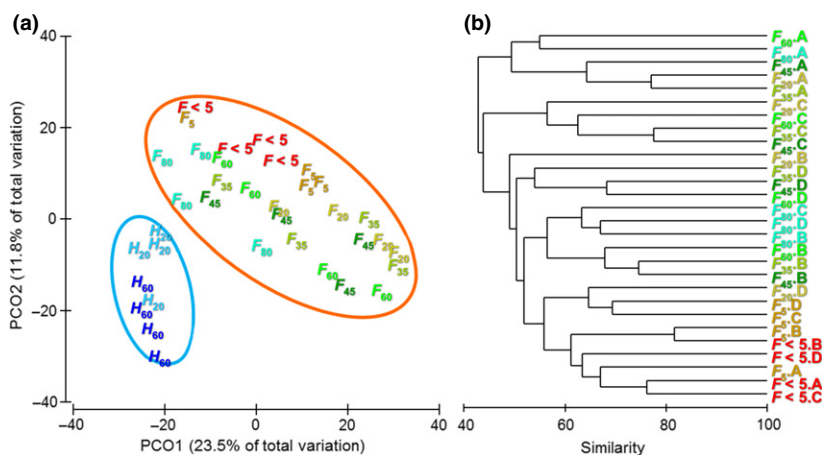 (a)
40
20
0
−20
−40
PCO2 (11.8% of total variation)
F < 5
F5
F < 5
F < 5
F < 5
F80
F80
F60
F5
F5
F5
F35
F60
F80
F45
F20
F45
F20
F35
F35
F45
F20
F20
F35
F80
F60
F45
F60
H20
H20
H20
H60
H20
H60
H60
H60
−40
−20
0
20
40
PCO1 (23.5% of total variation)
(b)
F60.A
F80.A
F45.A
F20.A
F35.A
F20.C
F60.C
F35.C
F45.C
F20.B
F35.D
F45.D
F60.D
F80.C
F80.D
F80.B
F60.B
F35.B
F45.B
F20.D
F5.D
F5.C
F5.B
F < 5.B
F < 5.D
F5.A
F < 5.A
F < 5.C
40
60
80
100
Similarity